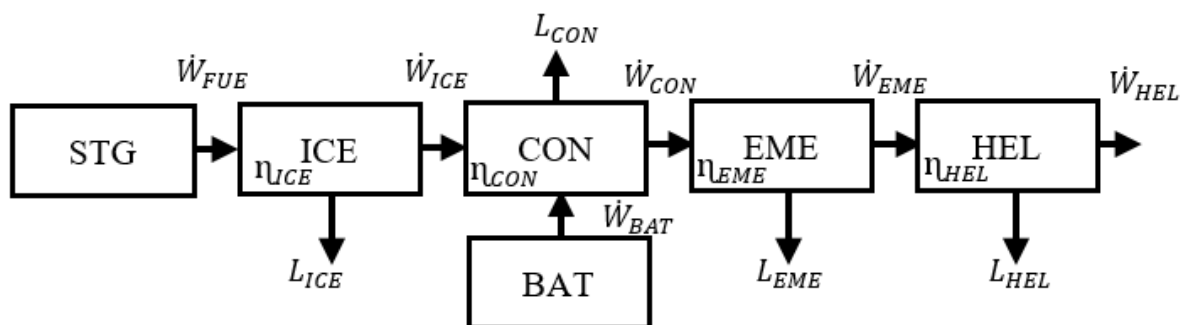 L_CON
Ẇ_FUE Ẇ_ICE Ẇ_CON Ẇ_EME Ẇ_HEL
STG ICE CON EME HEL
η_ICE η_CON η_EME η_HEL
Ẇ_BAT
L_ICE BAT L_EME L_HEL